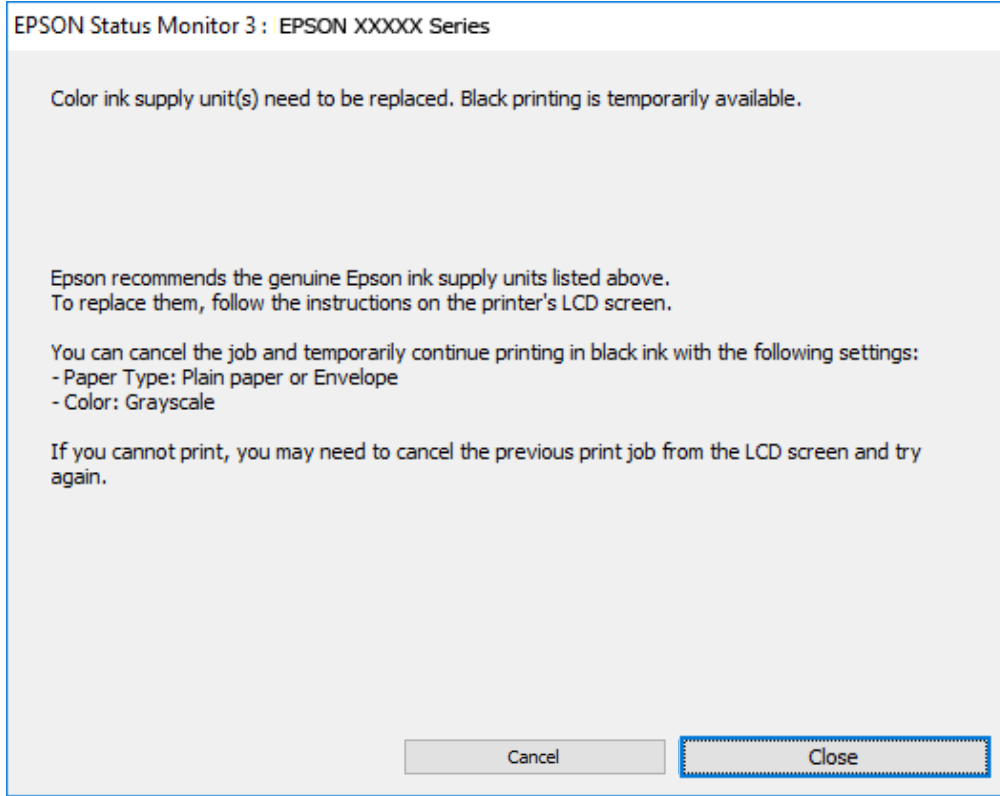 EPSON Status Monitor 3 : EPSON XXXXX Series
Color ink supply unit(s) need to be replaced. Black printing is temporarily available.
Epson recommends the genuine Epson ink supply units listed above.
To replace them, follow the instructions on the printer's LCD screen.
You can cancel the job and temporarily continue printing in black ink with the following settings:
- Paper Type: Plain paper or Envelope
- Color: Grayscale
If you cannot print, you may need to cancel the previous print job from the LCD screen and try
again.
Cancel
Close